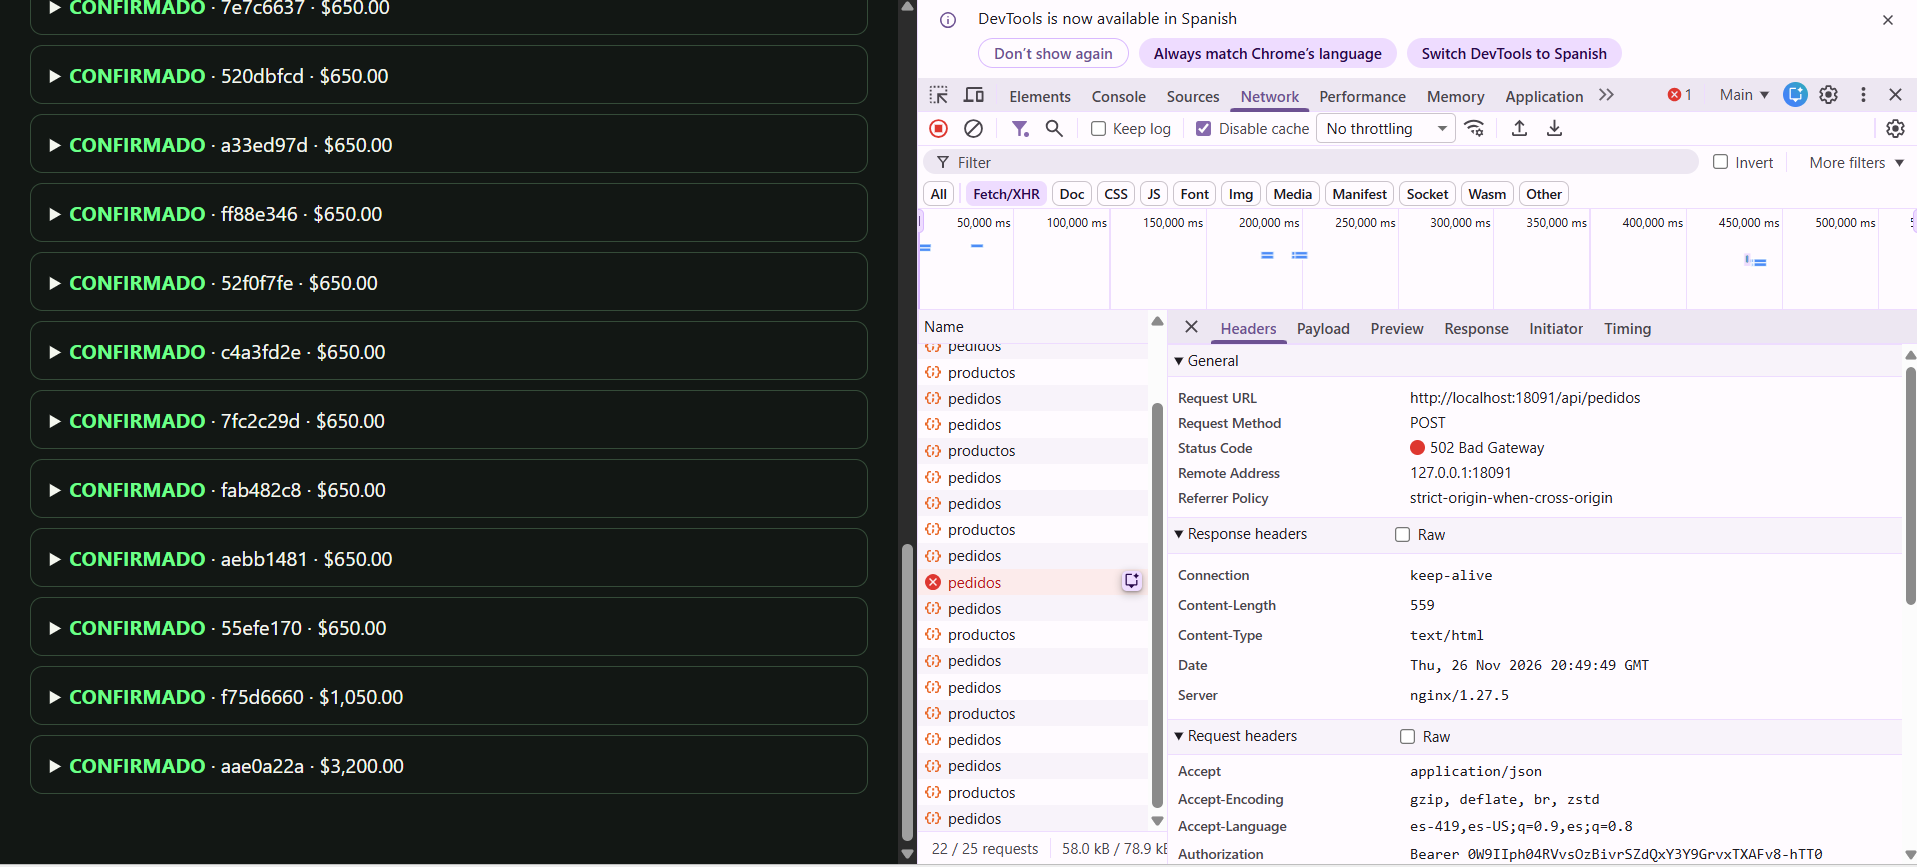 ▶ CONFIRMADO · 7e7c6637 · $650.00
▶ CONFIRMADO · 520dbfcd · $650.00
▶ CONFIRMADO · a33ed97d · $650.00
▶ CONFIRMADO · ff88e346 · $650.00
▶ CONFIRMADO · 52f0f7fe · $650.00
▶ CONFIRMADO · c4a3fd2e · $650.00
▶ CONFIRMADO · 7fc2c29d · $650.00
▶ CONFIRMADO · fab482c8 · $650.00
▶ CONFIRMADO · aebb1481 · $650.00
▶ CONFIRMADO · 55efe170 · $650.00
▶ CONFIRMADO · f75d6660 · $1,050.00
▶ CONFIRMADO · aae0a22a · $3,200.00
DevTools is now available in Spanish
Don't show again Always match Chrome's language Switch DevTools to Spanish
Elements Console Sources Network Performance Memory Application 1 Main
Keep log Disable cache No throttling
Filter Invert More filters
All Fetch/XHR Doc CSS JS Font Img Media Manifest Socket Wasm Other
50,000 ms 100,000 ms 150,000 ms 200,000 ms 250,000 ms 300,000 ms 350,000 ms 400,000 ms 450,000 ms 500,000 ms
Name
pedidos
productos
pedidos
pedidos
productos
pedidos
pedidos
productos
pedidos
pedidos
pedidos
productos
pedidos
pedidos
productos
pedidos
pedidos
productos
pedidos
22 / 25 requests 58.0 kB / 78.9 kB
Headers Payload Preview Response Initiator Timing
General
Request URL http://localhost:18091/api/pedidos
Request Method POST
Status Code 502 Bad Gateway
Remote Address 127.0.0.1:18091
Referrer Policy strict-origin-when-cross-origin
Response headers Raw
Connection keep-alive
Content-Length 559
Content-Type text/html
Date Thu, 26 Nov 2026 20:49:49 GMT
Server nginx/1.27.5
Request headers Raw
Accept application/json
Accept-Encoding gzip, deflate, br, zstd
Accept-Language es-419,es-US;q=0.9,es;q=0.8
Authorization Bearer 0W9IIph04RVvsOzBivrSZdQxY3Y9GrvxTXAFv8-hTT0